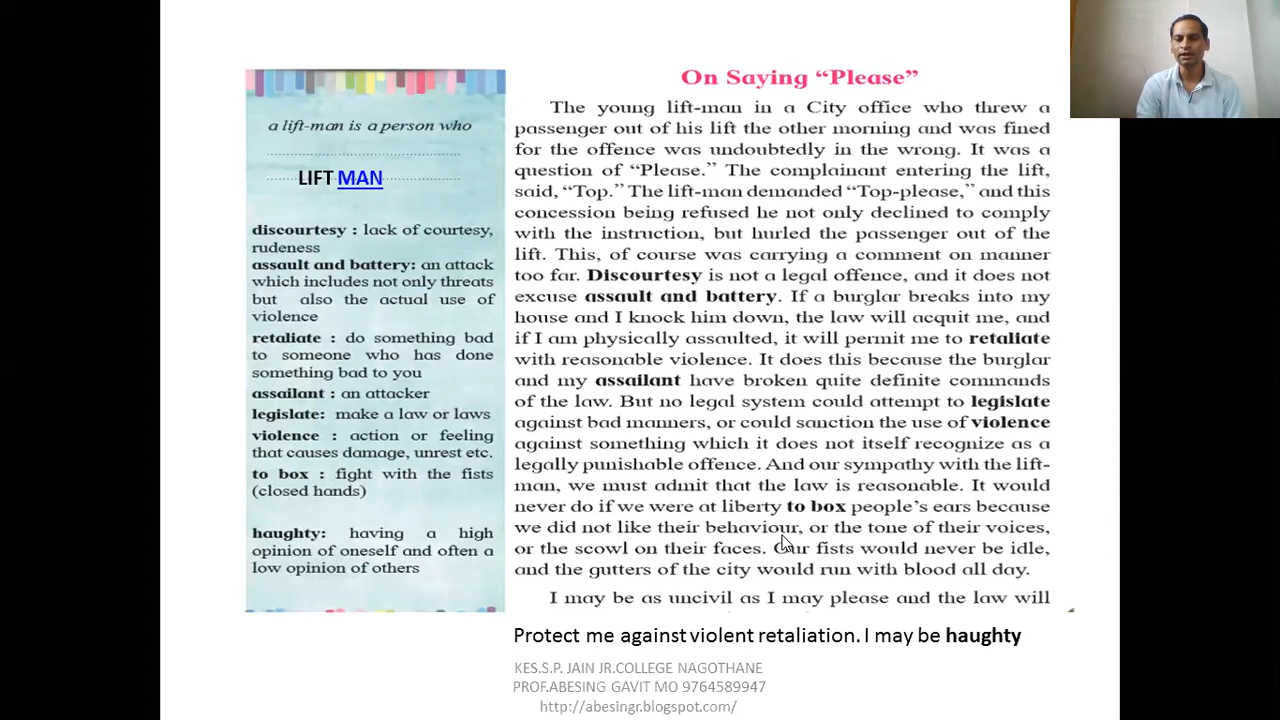 a lift-man is a person who
LIFT MAN
discourtesy : lack of courtesy,
rudeness
assault and battery: an attack
which includes not only threats
but also the actual use of
violence
retaliate : do something bad
to someone who has done
something bad to you
assailant : an attacker
legislate: make a law or laws
violence : action or feeling
that causes damage, unrest etc.
to box : fight with the fists
(closed hands)
haughty: having a high
opinion of oneself and often a
low opinion of others
On Saying “Please”
The young lift-man in a City office who threw a
passenger out of his lift the other morning and was fined
for the offence was undoubtedly in the wrong. It was a
question of “Please.” The complainant entering the lift,
said, “Top.” The lift-man demanded “Top-please,” and this
concession being refused he not only declined to comply
with the instruction, but hurled the passenger out of the
lift. This, of course was carrying a comment on manner
too far. Discourtesy is not a legal offence, and it does not
excuse assault and battery. If a burglar breaks into my
house and I knock him down, the law will acquit me, and
if I am physically assaulted, it will permit me to retaliate
with reasonable violence. It does this because the burglar
and my assailant have broken quite definite commands
of the law. But no legal system could attempt to legislate
against bad manners, or could sanction the use of violence
against something which it does not itself recognize as a
legally punishable offence. And our sympathy with the lift-
man, we must admit that the law is reasonable. It would
never do if we were at liberty to box people’s ears because
we did not like their behaviour, or the tone of their voices,
or the scowl on their faces. Our fists would never be idle,
and the gutters of the city would run with blood all day.
I may be as uncivil as I may please and the law will
Protect me against violent retaliation. I may be haughty
KES.S.P. JAIN JR.COLLEGE NAGOTHANE
PROF.ABESING GAVIT MO 9764589947
http://abesingr.blogspot.com/